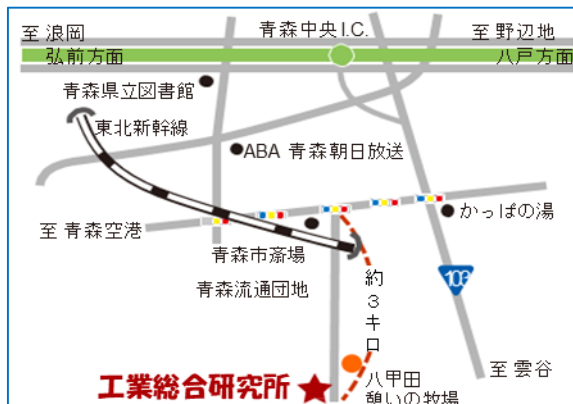 至 浪岡
青森中央 I.C.
至 野辺地
弘前方面
八戸方面
青森県立図書館
東北新幹線
ABA 青森朝日放送
かっぱの湯
至 青森空港
青森市斎場
青森流通団地
約3キロ
103
至 雲谷
八甲田
憩いの牧場
工業総合研究所